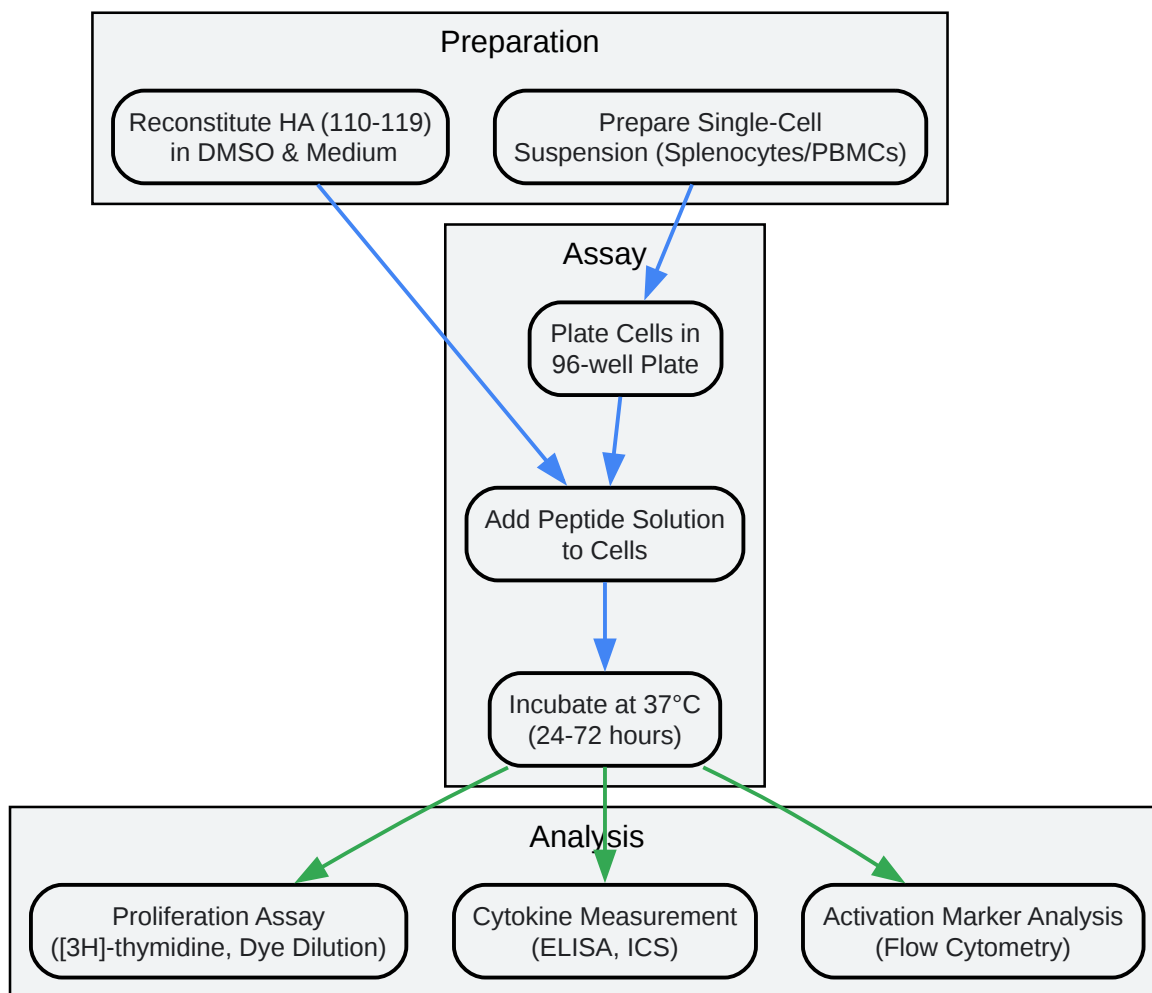 Preparation
Reconstitute HA (110-119)
in DMSO & Medium
Prepare Single-Cell
Suspension (Splenocytes/PBMCs)
Assay
Plate Cells in
96-well Plate
Add Peptide Solution
to Cells
Incubate at 37°C
(24-72 hours)
Analysis
Proliferation Assay
([3H]-thymidine, Dye Dilution)
Cytokine Measurement
(ELISA, ICS)
Activation Marker Analysis
(Flow Cytometry)